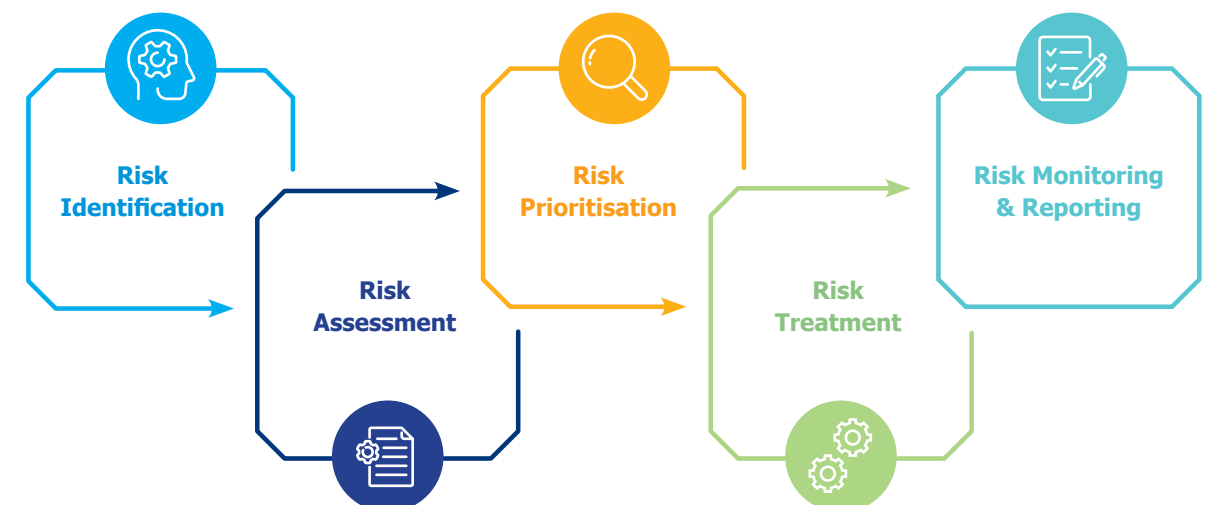 Risk
Identification
Risk
Assessment
Risk
Prioritisation
Risk
Treatment
Risk Monitoring
& Reporting